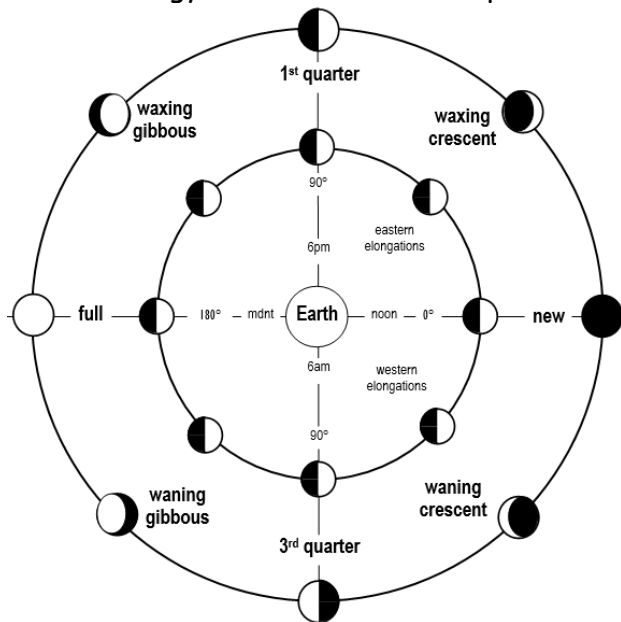 1st quarter
waxing
gibbous
waxing
crescent
90°
eastern
elongations
6pm
full
180°
mdnt
Earth
noon
0°
new
6am
western
elongations
90°
waning
gibbous
waning
crescent
3rd quarter